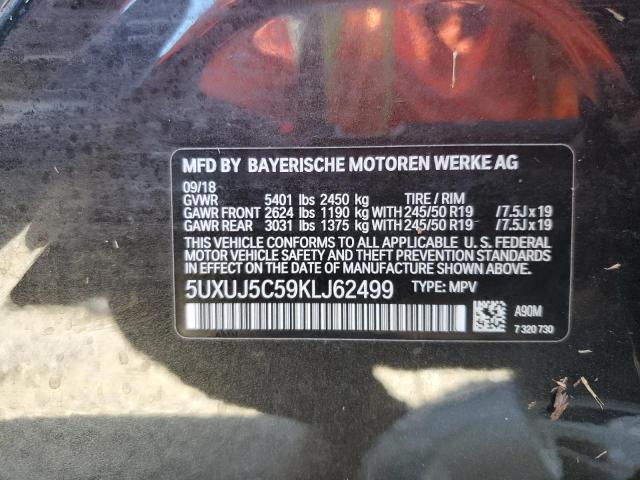 MFD BY BAYERISCHE MOTOREN WERKE AG
09/18
GVWR 5401 lbs 2450 kg TIRE / RIM
GAWR FRONT 2624 lbs 1190 kg WITH 245/50 R19 /7.5J x 19
GAWR REAR 3031 lbs 1375 kg WITH 245/50 R19 /7.5J x 19
THIS VEHICLE CONFORMS TO ALL APPLICABLE U. S. FEDERAL
MOTOR VEHICLE SAFETY, BUMPER, AND THEFT PREVENTION
STANDARDS IN EFFECT ON THE DATE OF MANUFACTURE SHOWN ABOVE.
5UXUJ5C59KLJ62499 TYPE: MPV
A90M
7 320 730